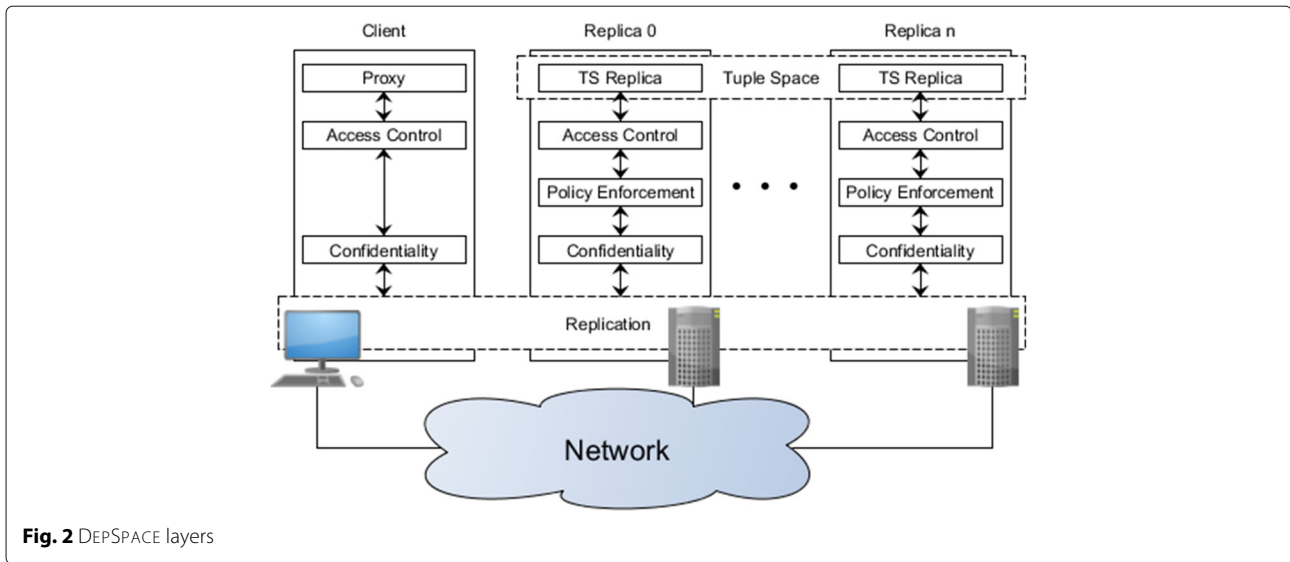 Client Replica 0 Replica n
Proxy TS Replica Tuple Space TS Replica
Access Control Access Control Access Control
Policy Enforcement Policy Enforcement
Confidentiality Confidentiality Confidentiality
Replication
Network
Fig. 2 DEPSPACE layers